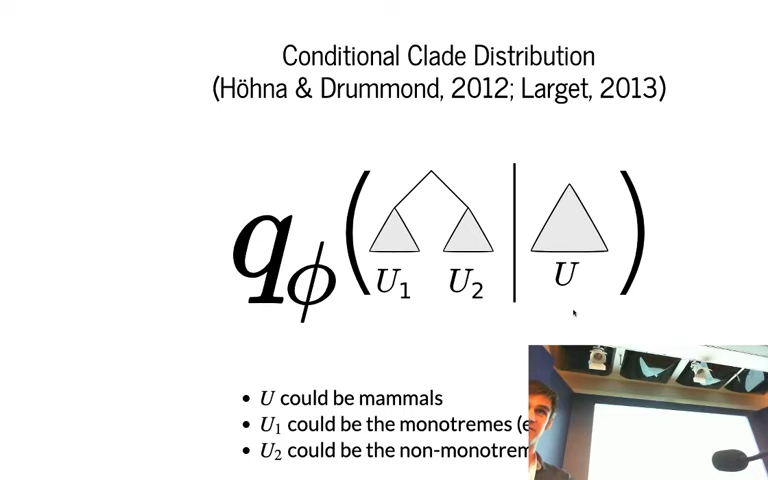 Conditional Clade Distribution
(Höhna & Drummond, 2012; Larget, 2013)
qϕ( | )
U1 U2 U
• U could be mammals
• U1 could be the monotremes (e
• U2 could be the non-monotrem